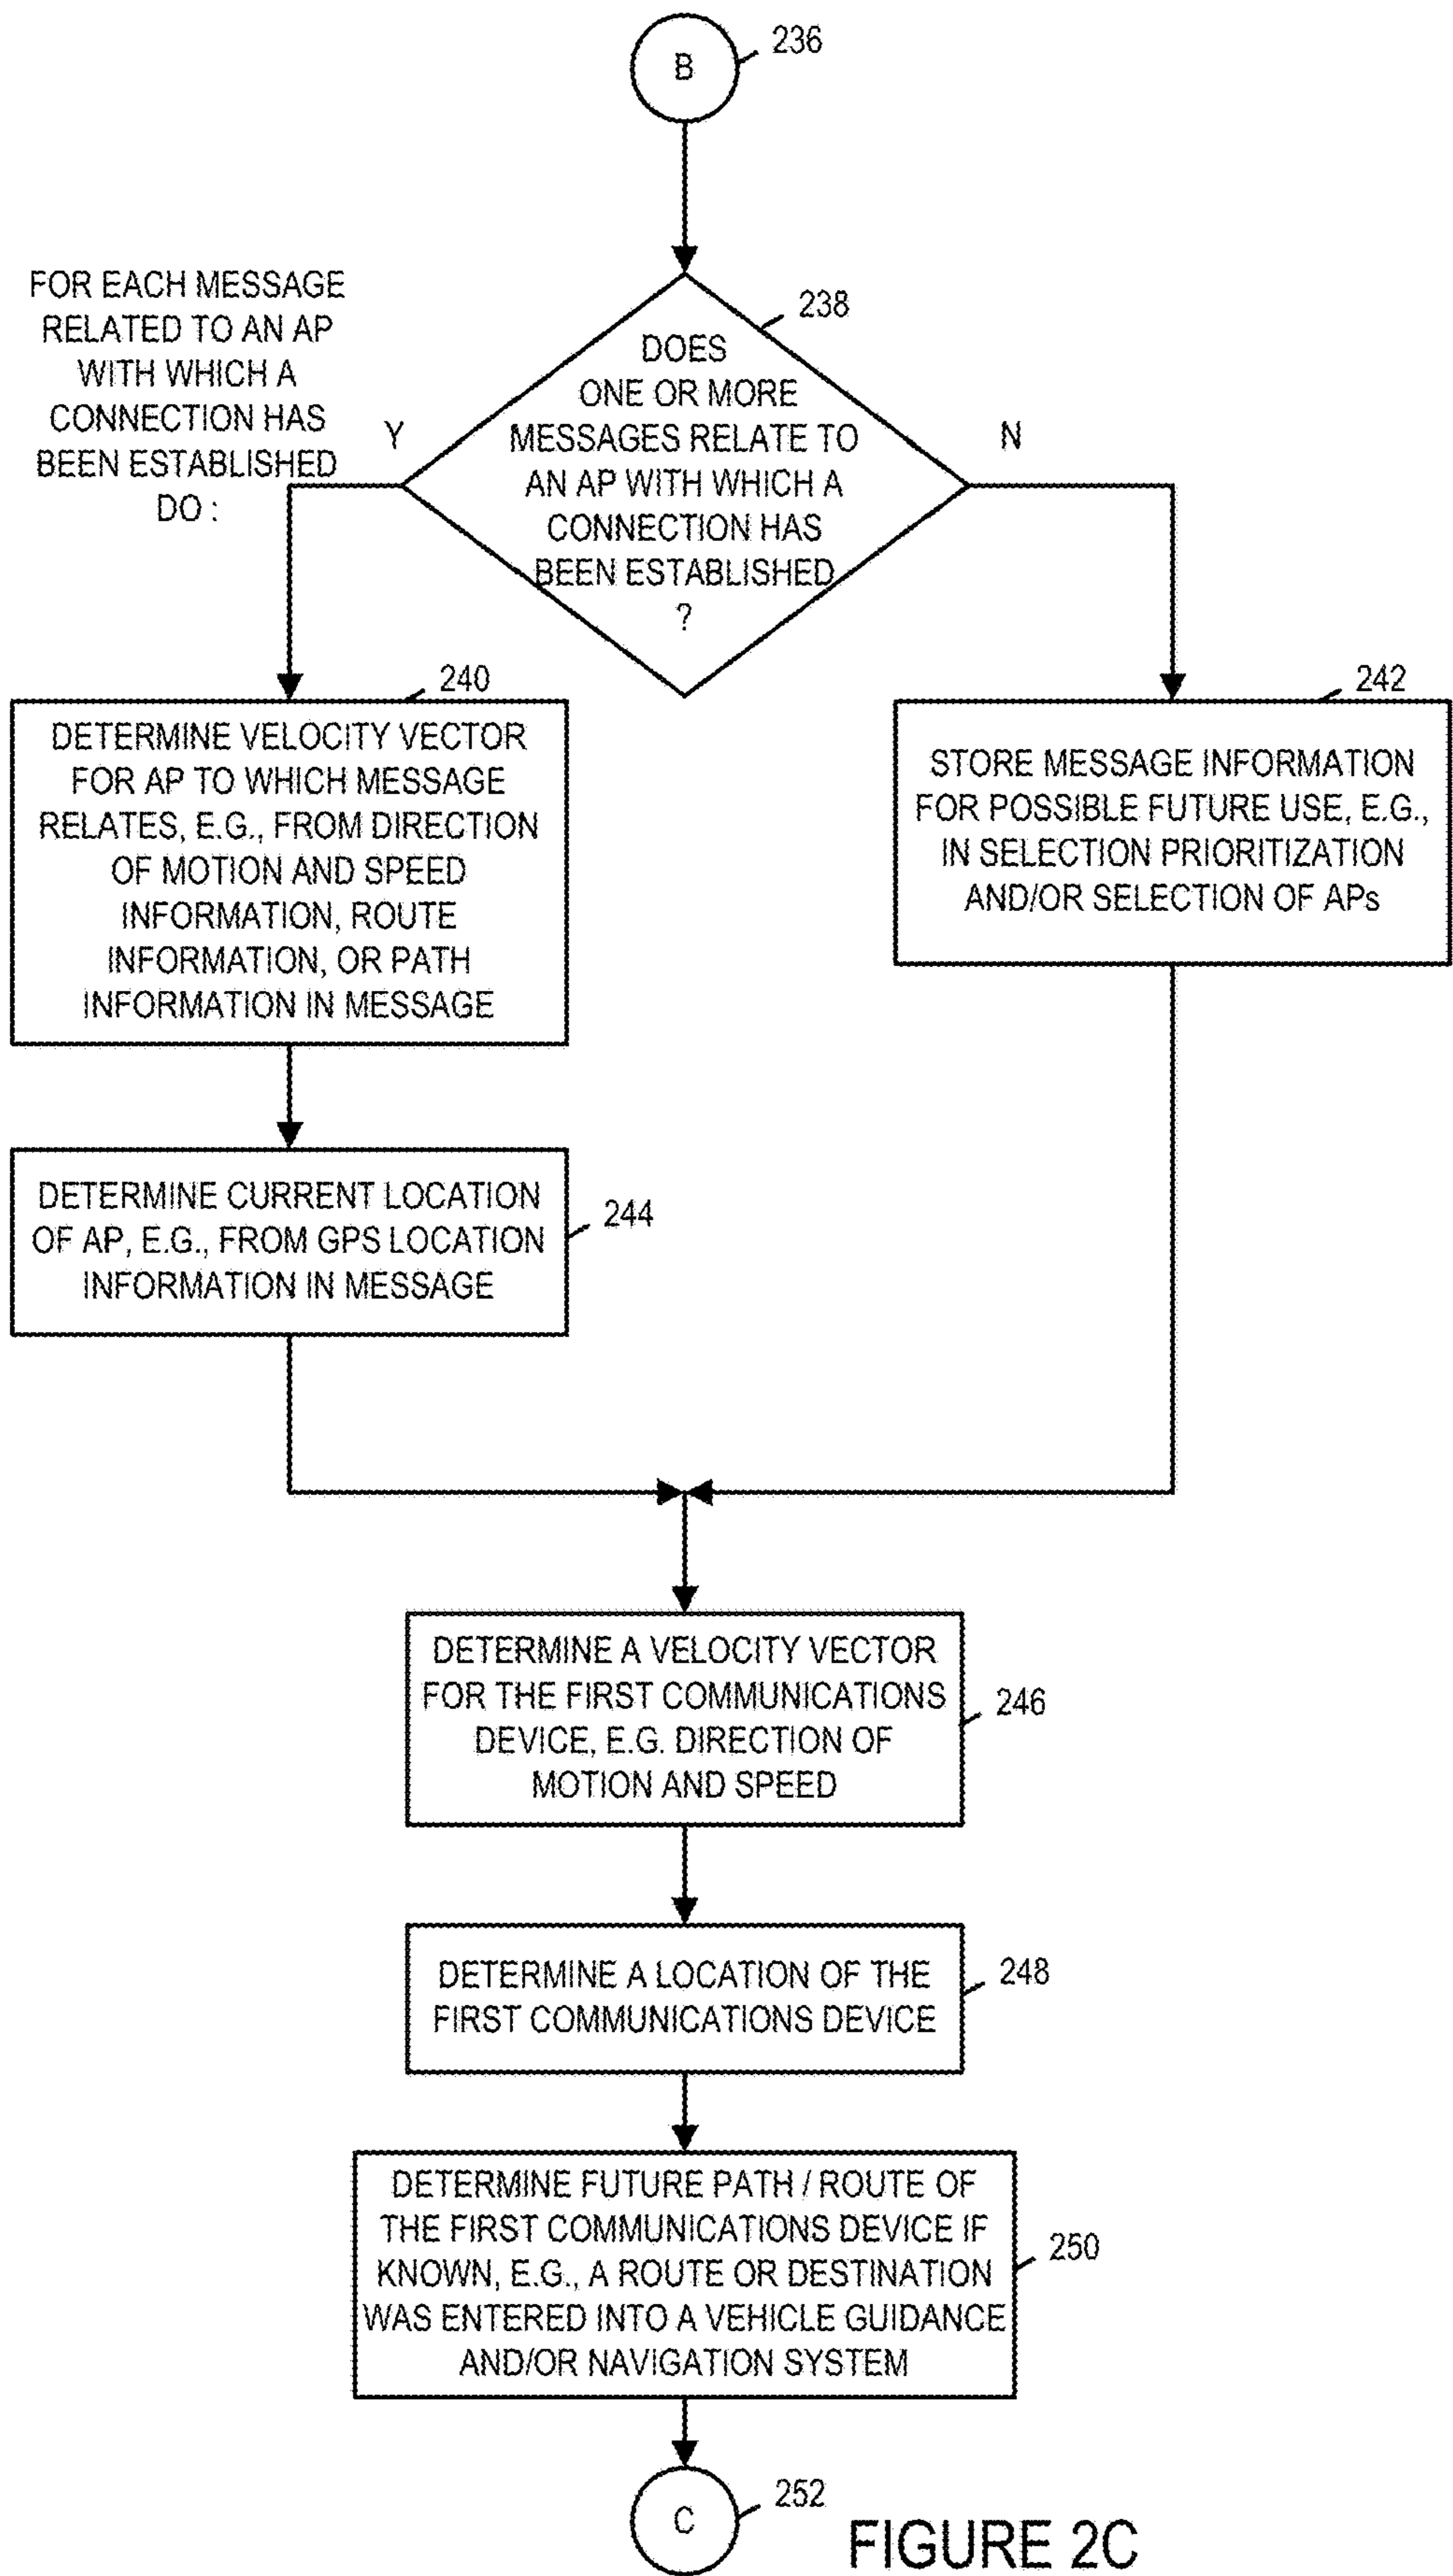 B
236
FOR EACH MESSAGE
RELATED TO AN AP
WITH WHICH A
CONNECTION HAS
BEEN ESTABLISHED
DO :
Y
238
DOES
ONE OR MORE
MESSAGES RELATE TO
AN AP WITH WHICH A
CONNECTION HAS
BEEN ESTABLISHED
?
N
240
DETERMINE VELOCITY VECTOR
FOR AP TO WHICH MESSAGE
RELATES, E.G., FROM DIRECTION
OF MOTION AND SPEED
INFORMATION, ROUTE
INFORMATION, OR PATH
INFORMATION IN MESSAGE
242
STORE MESSAGE INFORMATION
FOR POSSIBLE FUTURE USE, E.G.,
IN SELECTION PRIORITIZATION
AND/OR SELECTION OF APs
DETERMINE CURRENT LOCATION
OF AP, E.G., FROM GPS LOCATION
INFORMATION IN MESSAGE
244
DETERMINE A VELOCITY VECTOR
FOR THE FIRST COMMUNICATIONS
DEVICE, E.G. DIRECTION OF
MOTION AND SPEED
246
DETERMINE A LOCATION OF THE
FIRST COMMUNICATIONS DEVICE
248
DETERMINE FUTURE PATH / ROUTE OF
THE FIRST COMMUNICATIONS DEVICE IF
KNOWN, E.G., A ROUTE OR DESTINATION
WAS ENTERED INTO A VEHICLE GUIDANCE
AND/OR NAVIGATION SYSTEM
250
C
252
FIGURE 2C